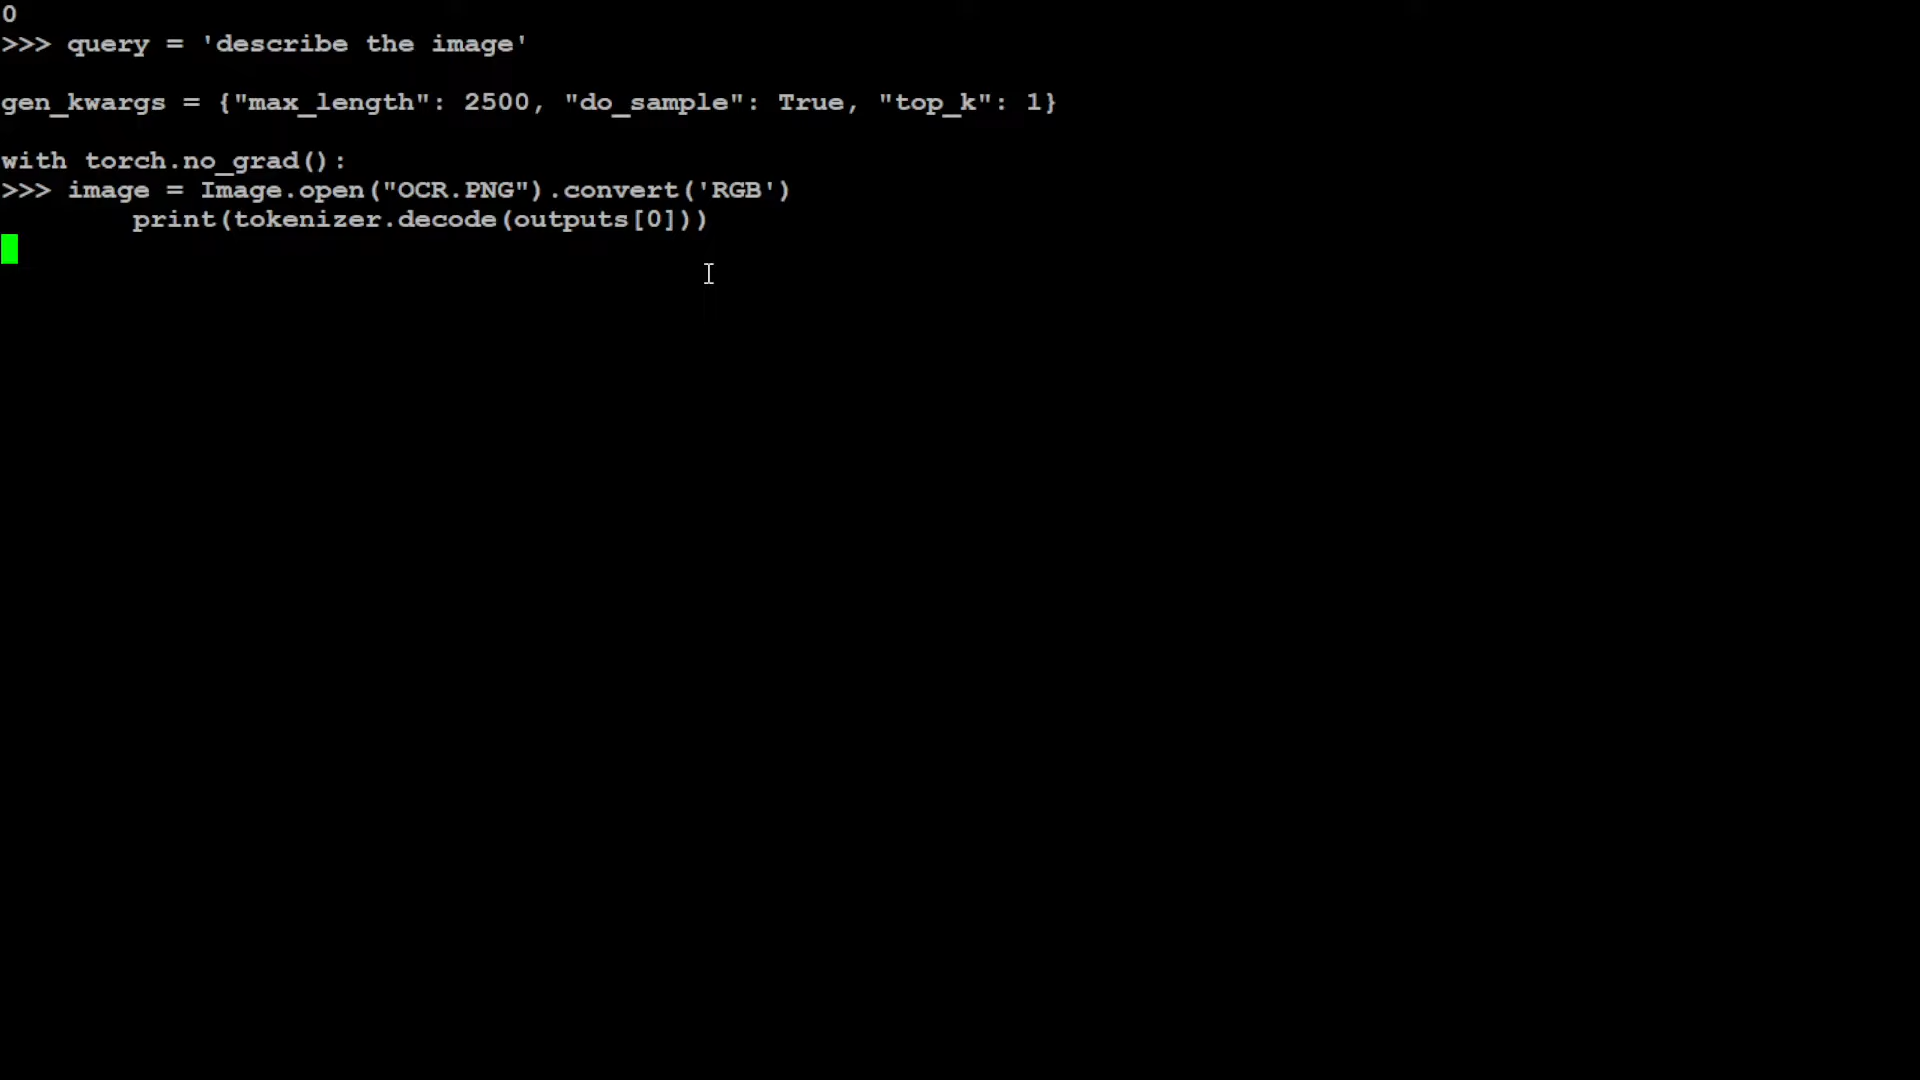 0
>>> query = 'describe the image'
gen_kwargs = {"max_length": 2500, "do_sample": True, "top_k": 1}
with torch.no_grad():
>>> image = Image.open("OCR.PNG").convert('RGB')
        print(tokenizer.decode(outputs[0]))